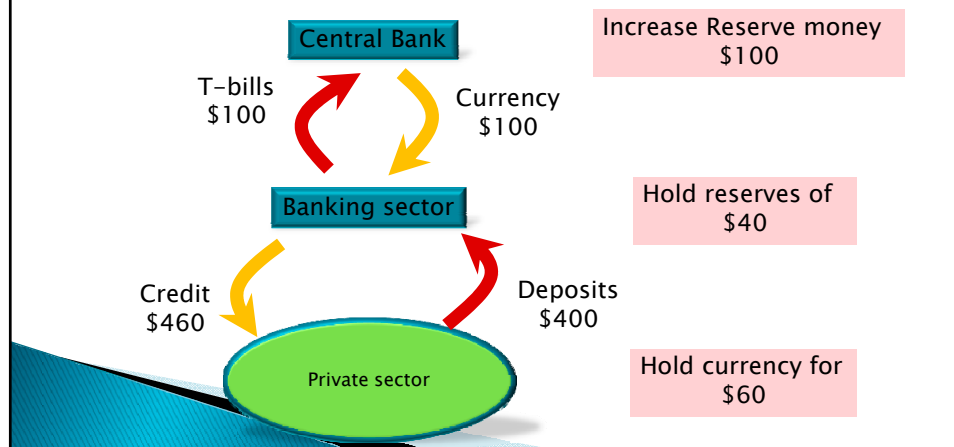 Central Bank
Increase Reserve money
$100
T-bills
$100
Currency
$100
Banking sector
Hold reserves of
$40
Credit
$460
Deposits
$400
Private sector
Hold currency for
$60